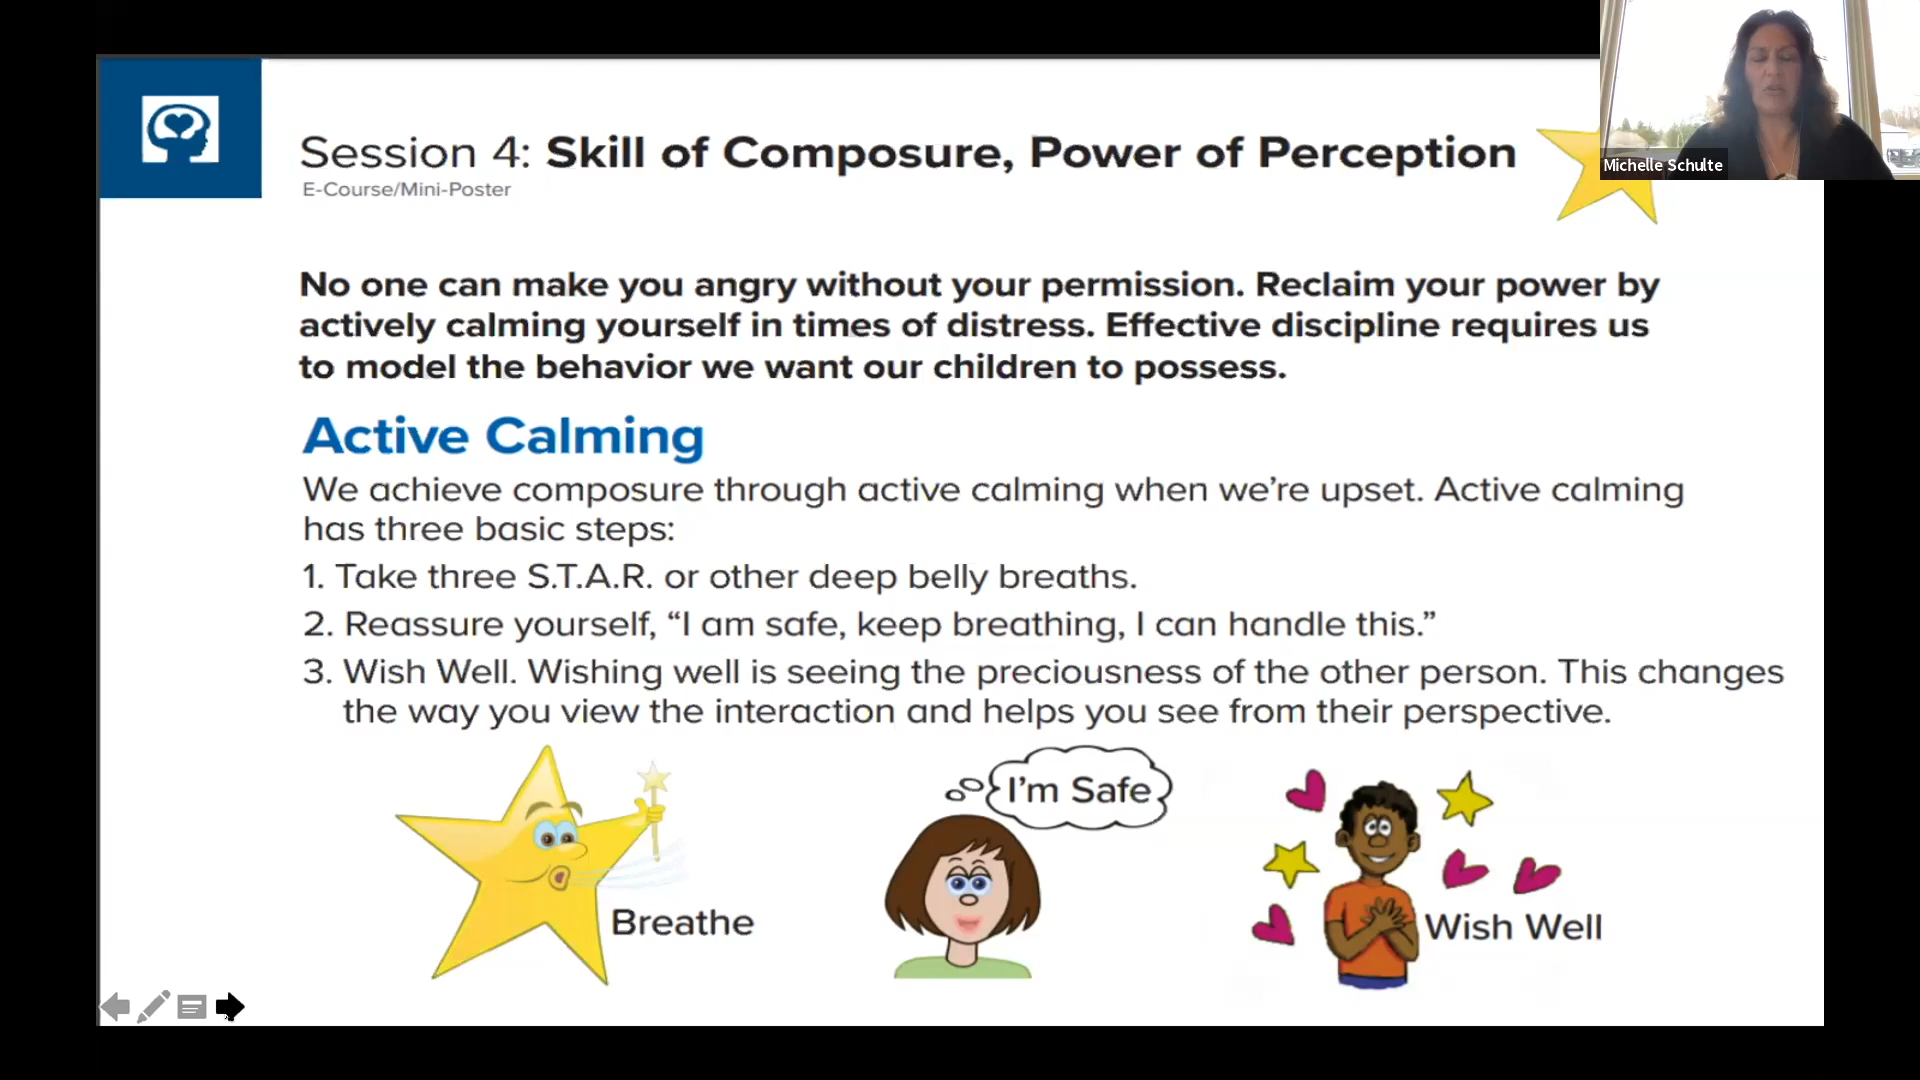 Session 4: Skill of Composure, Power of Perception
E-Course/Mini-Poster
Michelle Schulte
No one can make you angry without your permission. Reclaim your power by
actively calming yourself in times of distress. Effective discipline requires us
to model the behavior we want our children to possess.
Active Calming
We achieve composure through active calming when we’re upset. Active calming
has three basic steps:
1. Take three S.T.A.R. or other deep belly breaths.
2. Reassure yourself, “I am safe, keep breathing, I can handle this.”
3. Wish Well. Wishing well is seeing the preciousness of the other person. This changes
the way you view the interaction and helps you see from their perspective.
I’m Safe
Breathe
Wish Well